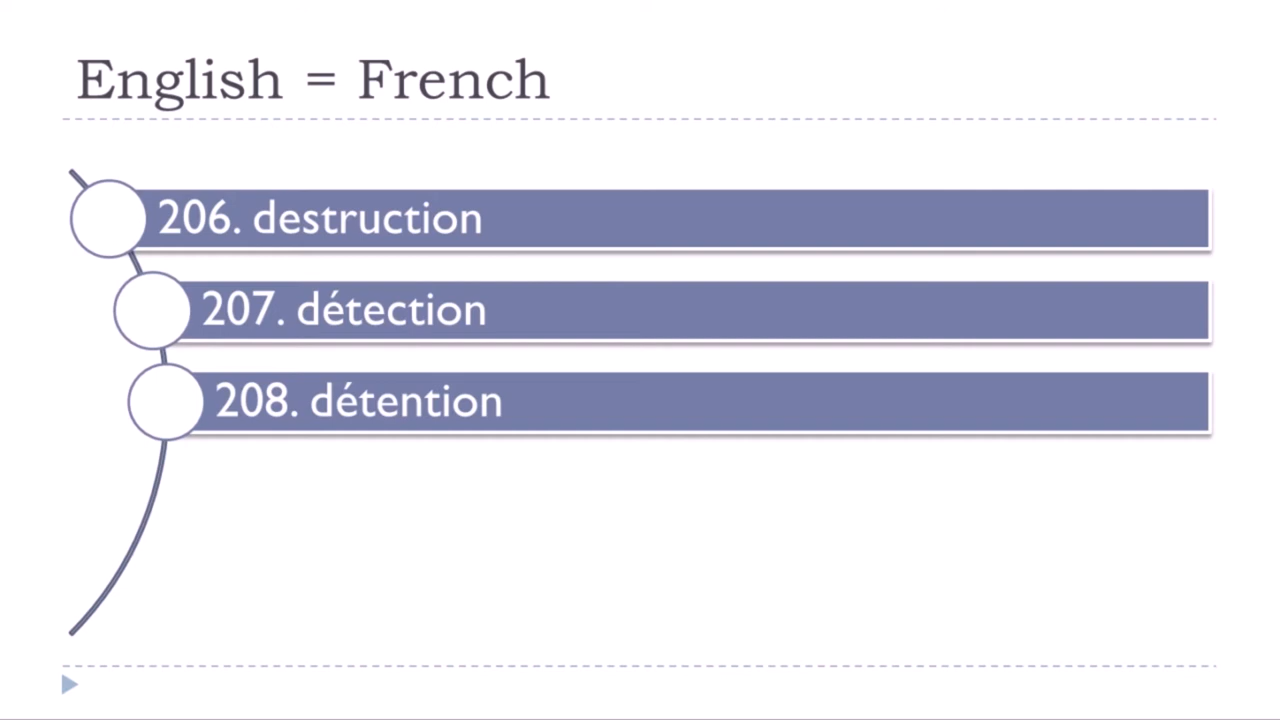 English = French
206. destruction
207. détection
208. détention